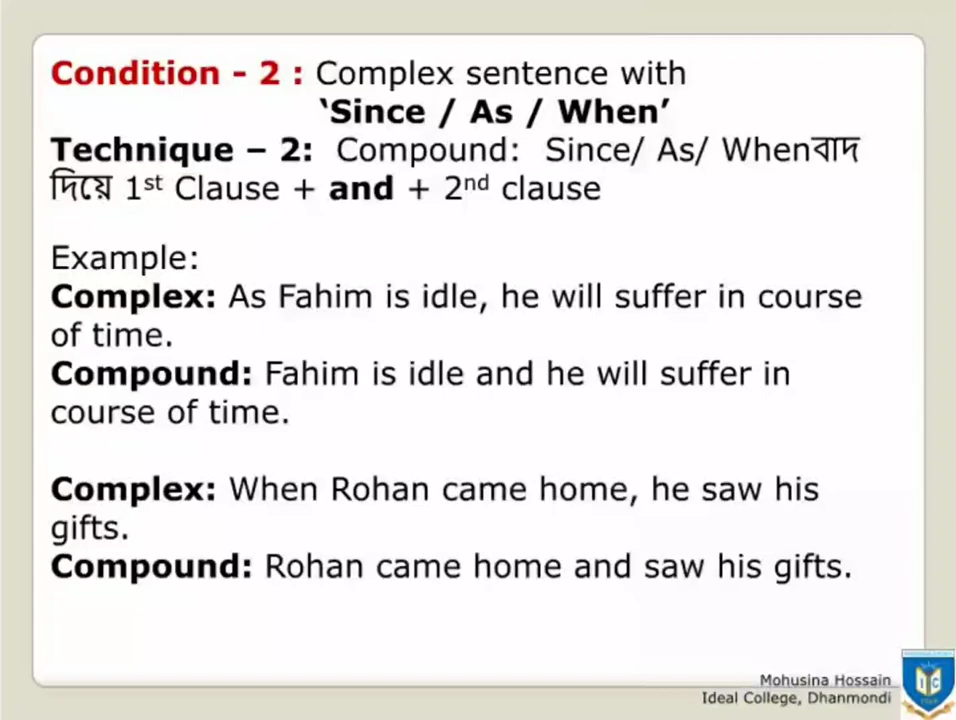 Condition - 2 : Complex sentence with
‘Since / As / When’
Technique – 2: Compound: Since/ As/ Whenবাদ
দিয়ে 1st Clause + and + 2nd clause
Example:
Complex: As Fahim is idle, he will suffer in course
of time.
Compound: Fahim is idle and he will suffer in
course of time.
Complex: When Rohan came home, he saw his
gifts.
Compound: Rohan came home and saw his gifts.
Mohusina Hossain
Ideal College, Dhanmondi